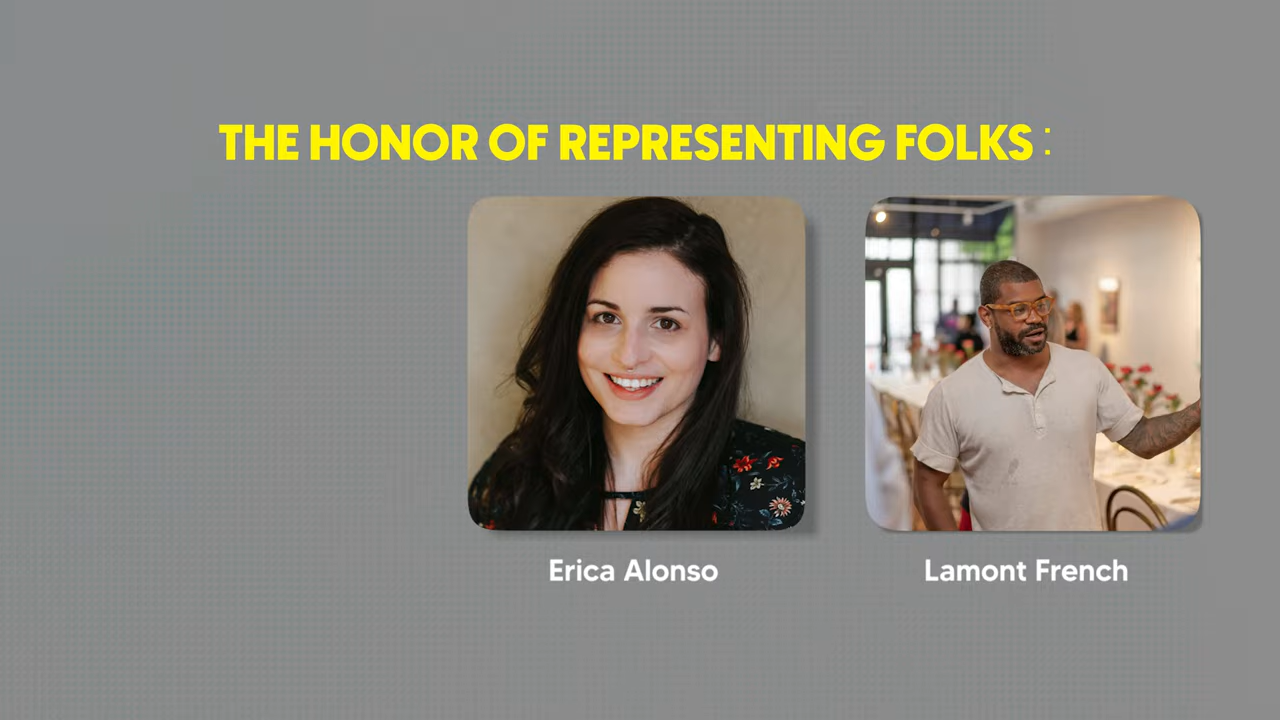 THE HONOR OF REPRESENTING FOLKS :
Erica Alonso
Lamont French